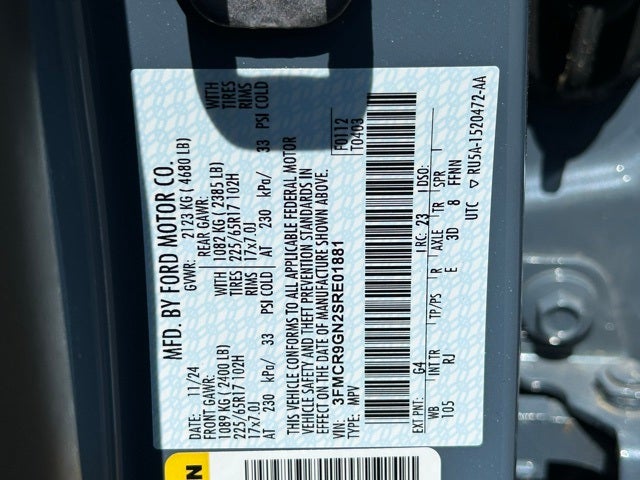 MFD. BY FORD MOTOR CO.
DATE: 11/24 GVWR: 2123 KG ( 4680 LB)
FRONT GAWR: REAR GAWR:
1089 KG ( 2400 LB) 1082 KG ( 2385 LB) WITH
225/65R17 102H WITH 225/65R17 102H TIRES
17x7.0J TIRES 17x7.0J RIMS
AT 230 kPa/ 33 PSI COLD RIMS AT 230 kPa/ 33 PSI COLD
THIS VEHICLE CONFORMS TO ALL APPLICABLE FEDERAL MOTOR
VEHICLE SAFETY AND THEFT PREVENTION STANDARDS IN
EFFECT ON THE DATE OF MANUFACTURE SHOWN ABOVE.
VIN: 3FMCR9GN2SRE01881 F0112
TYPE: MPV T0403
EXT PNT: G4 RC: 23 DSO:
WB INT TR TP/PS R AXLE TR SPR
105 RJ E 3D 8 FFNN
UTC ▽ RU5A-1520472-AA